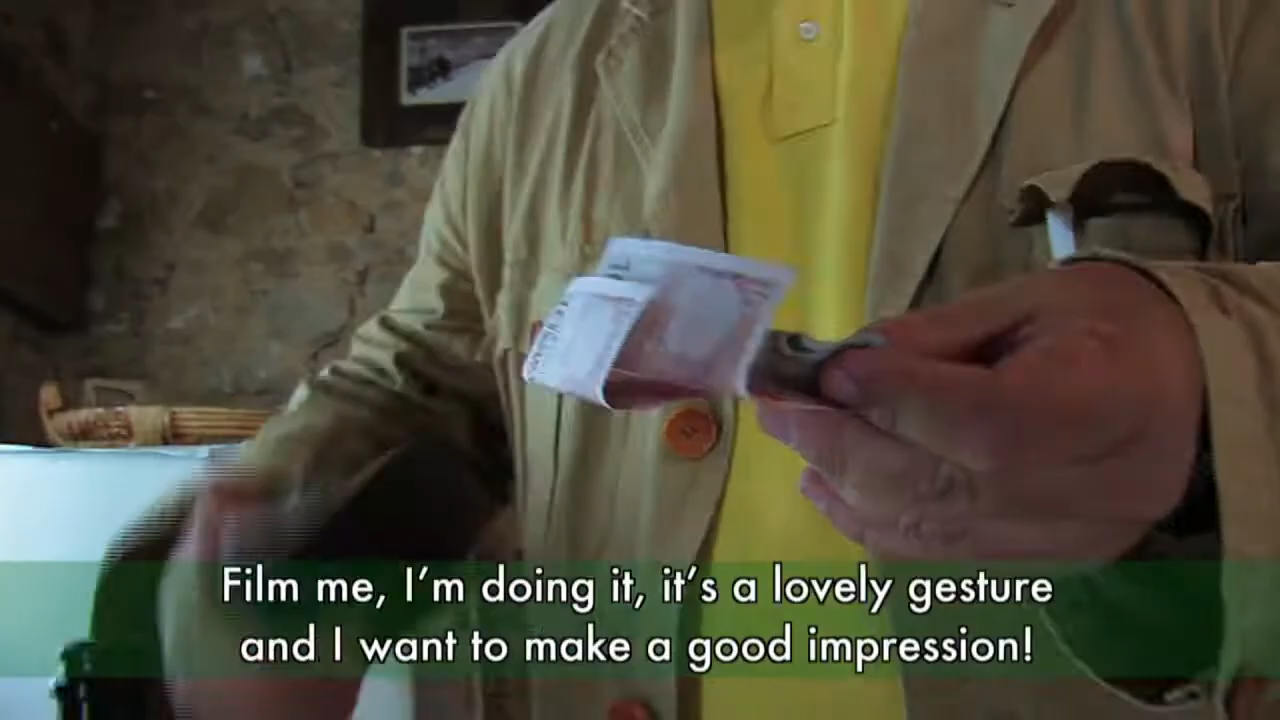 Film me, I'm doing it, it's a lovely gesture
and I want to make a good impression!